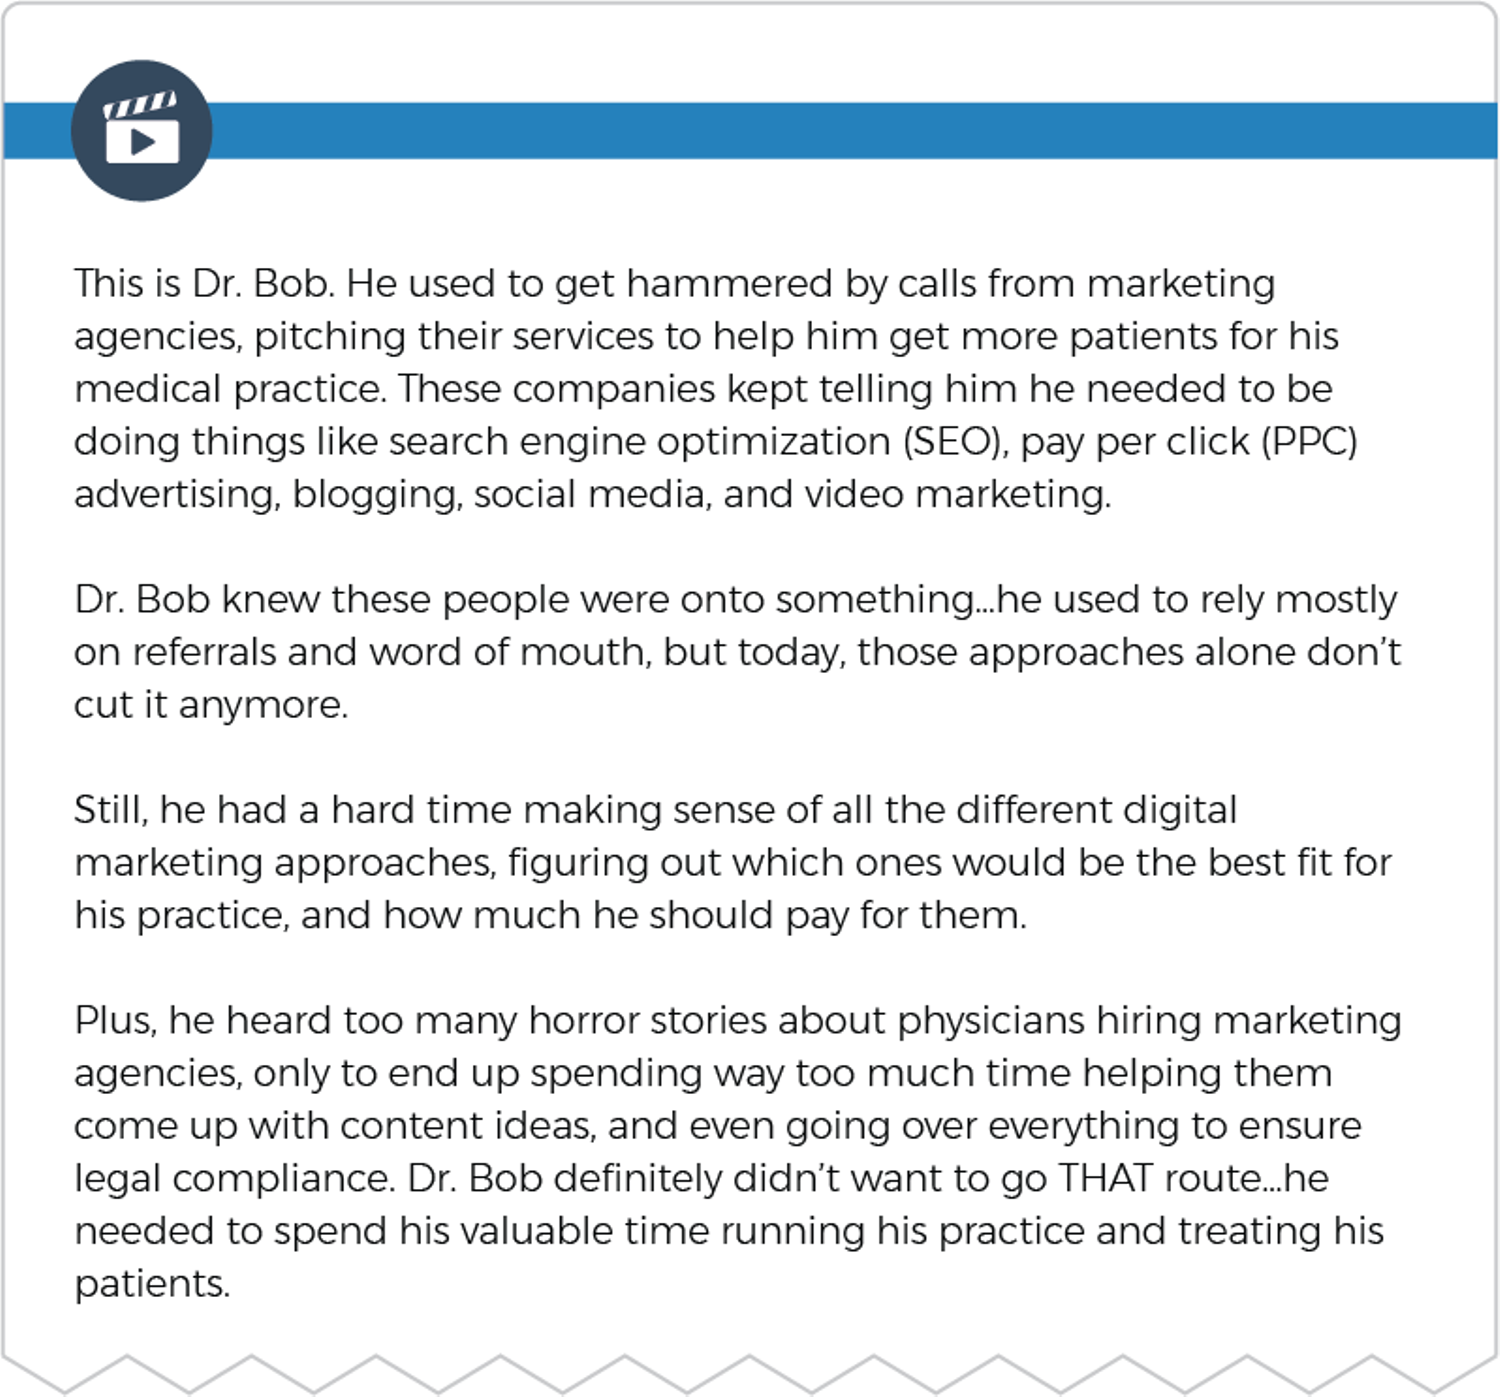 This is Dr. Bob. He used to get hammered by calls from marketing
agencies, pitching their services to help him get more patients for his
medical practice. These companies kept telling him he needed to be
doing things like search engine optimization (SEO), pay per click (PPC)
advertising, blogging, social media, and video marketing.
Dr. Bob knew these people were onto something...he used to rely mostly
on referrals and word of mouth, but today, those approaches alone don’t
cut it anymore.
Still, he had a hard time making sense of all the different digital
marketing approaches, figuring out which ones would be the best fit for
his practice, and how much he should pay for them.
Plus, he heard too many horror stories about physicians hiring marketing
agencies, only to end up spending way too much time helping them
come up with content ideas, and even going over everything to ensure
legal compliance. Dr. Bob definitely didn’t want to go THAT route...he
needed to spend his valuable time running his practice and treating his
patients.